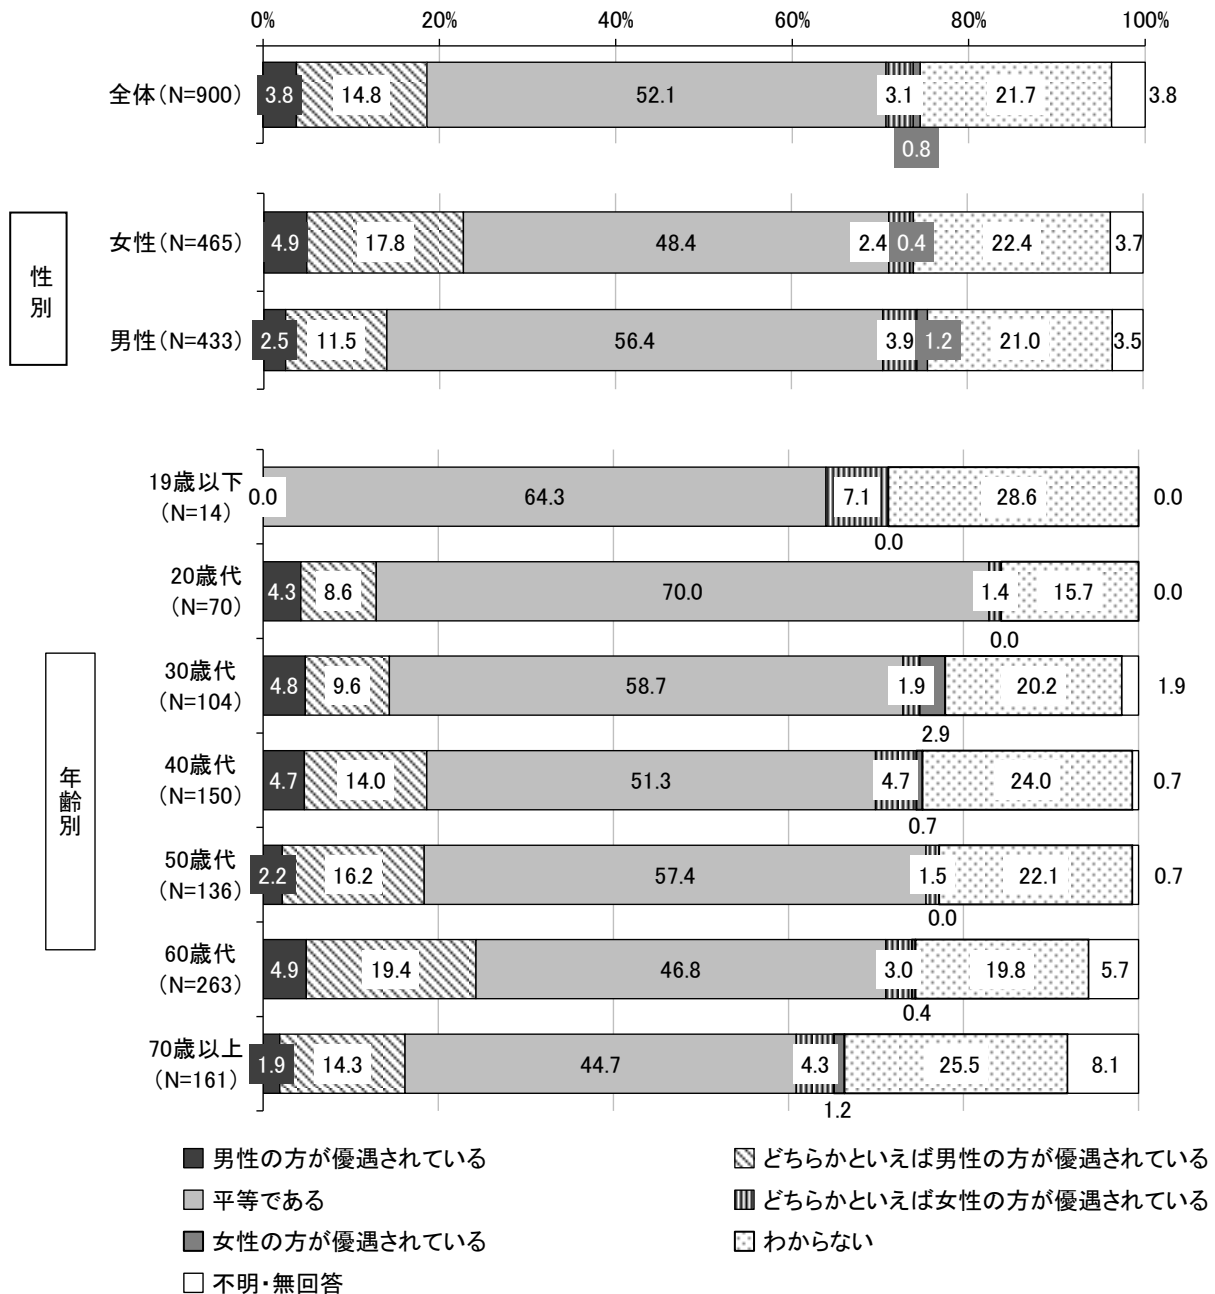 0% 20% 40% 60% 80% 100%
全体(N=900) 3.8 14.8 52.1 3.1 21.7 3.8
0.8
性別
女性(N=465) 4.9 17.8 48.4 2.4 0.4 22.4 3.7
男性(N=433) 2.5 11.5 56.4 3.9 1.2 21.0 3.5
年齢別
19歳以下
(N=14)
0.0 64.3 7.1 28.6 0.0
0.0
20歳代
(N=70)
4.3 8.6 70.0 1.4 15.7 0.0
0.0
30歳代
(N=104)
4.8 9.6 58.7 1.9 20.2 1.9
2.9
40歳代
(N=150)
4.7 14.0 51.3 4.7 24.0 0.7
0.7
50歳代
(N=136)
2.2 16.2 57.4 1.5 22.1 0.7
0.0
60歳代
(N=263)
4.9 19.4 46.8 3.0 19.8 5.7
0.4
70歳以上
(N=161)
1.9 14.3 44.7 4.3 25.5 8.1
1.2
男性の方が優遇されている
どちらかといえば男性の方が優遇されている
平等である
どちらかといえば女性の方が優遇されている
女性の方が優遇されている
わからない
不明・無回答